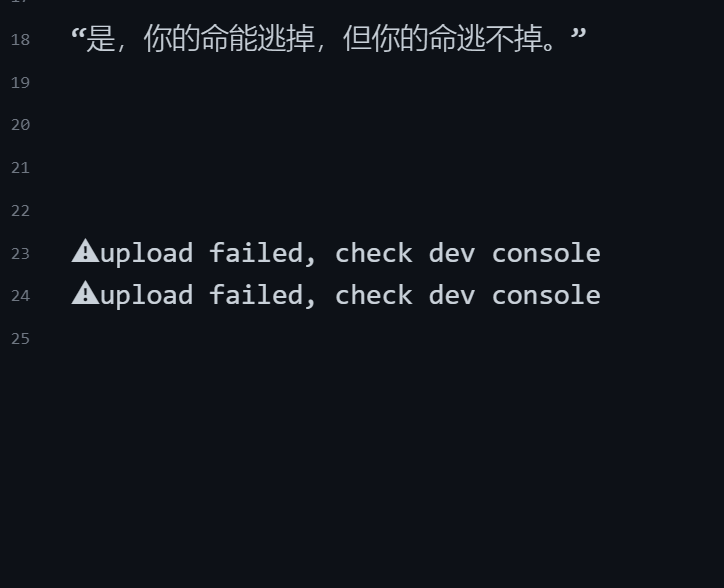 17
18 “是，你的命能逃掉，但你的命逃不掉。”
19
20
21
22
23 ⚠upload failed, check dev console
24 ⚠upload failed, check dev console
25